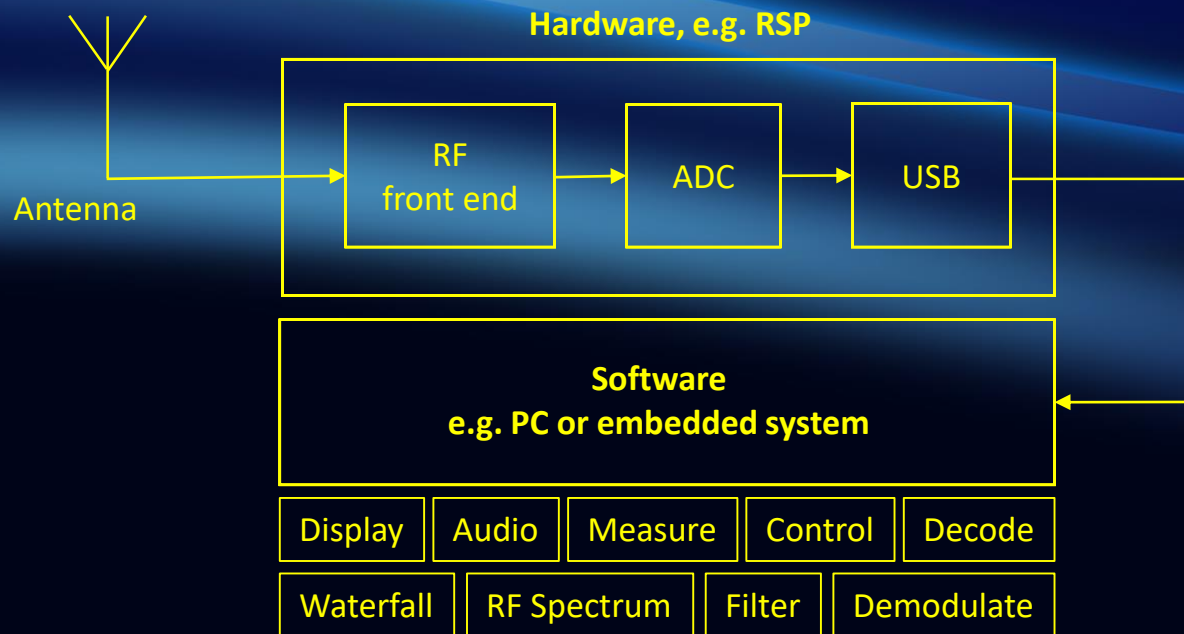 Hardware, e.g. RSP
Antenna
RF
front end
ADC
USB
Software
e.g. PC or embedded system
Display
Audio
Measure
Control
Decode
Waterfall
RF Spectrum
Filter
Demodulate